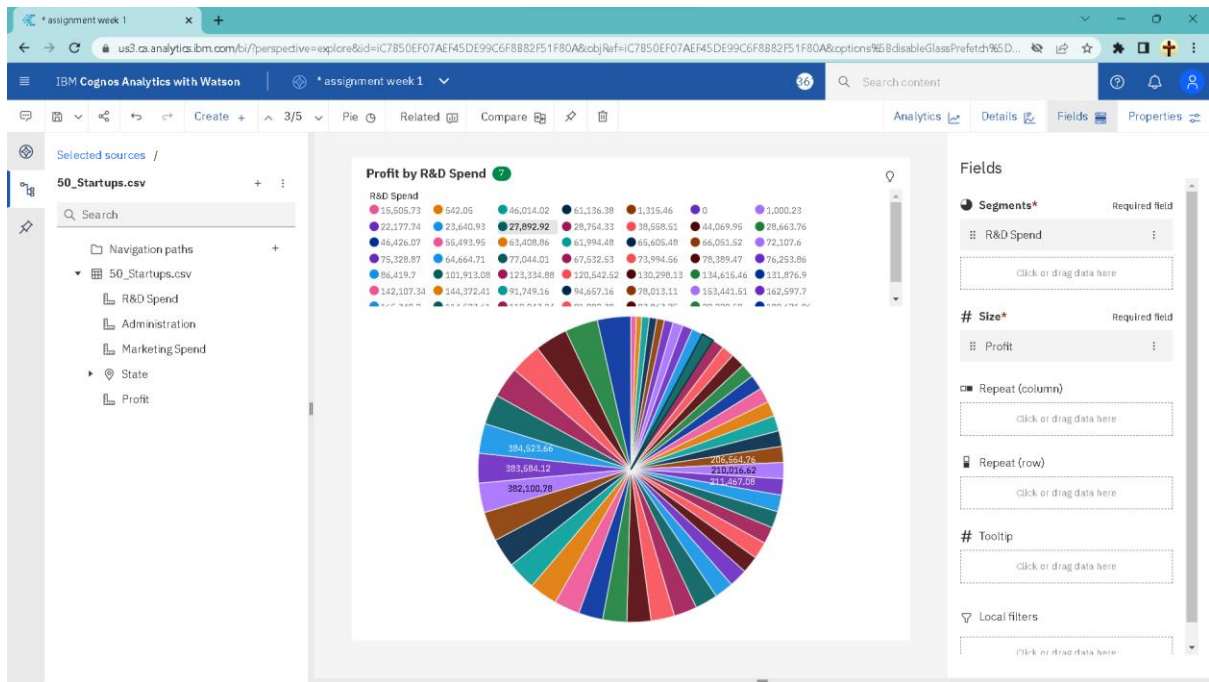 * assignment week 1
us3.ca.analytics.ibm.com/bi/?perspective=explore&id=iC7850EF07AEF45DE99C6F8882F51F80A&objRef=iC7850EF07AEF45DE99C6F8882F51F80A&options%5BdisableGlassPrefetch%5D...
IBM Cognos Analytics with Watson
* assignment week 1
36
Search content
Create +
3/5
Pie
Related
Compare
Analytics
Details
Fields
Properties
Selected sources /
50_Startups.csv
Search
Navigation paths
50_Startups.csv
R&D Spend
Administration
Marketing Spend
State
Profit
Profit by R&D Spend 7
R&D Spend
15,505.73 542.05 46,014.02 61,136.38 1,315.46 0 1,000.23
22,177.74 23,640.93 27,892.92 28,754.33 38,558.51 44,069.95 28,663.76
46,426.07 55,493.95 63,408.86 61,994.48 65,605.48 66,051.52 72,107.6
75,328.87 64,664.71 77,044.01 67,532.53 73,994.56 78,389.47 76,253.86
86,419.7 101,913.08 123,334.88 120,542.52 130,298.13 134,615.46 131,876.9
142,107.34 144,372.41 91,749.16 94,657.16 78,013.11 153,441.51 162,597.7
384,523.66
383,584.12
382,100.78
206,564.76
210,016.62
211,467.08
Fields
Segments* Required field
R&D Spend
Click or drag data here
Size* Required field
Profit
Repeat (column)
Click or drag data here
Repeat (row)
Click or drag data here
Tooltip
Click or drag data here
Local filters
Click or drag data here